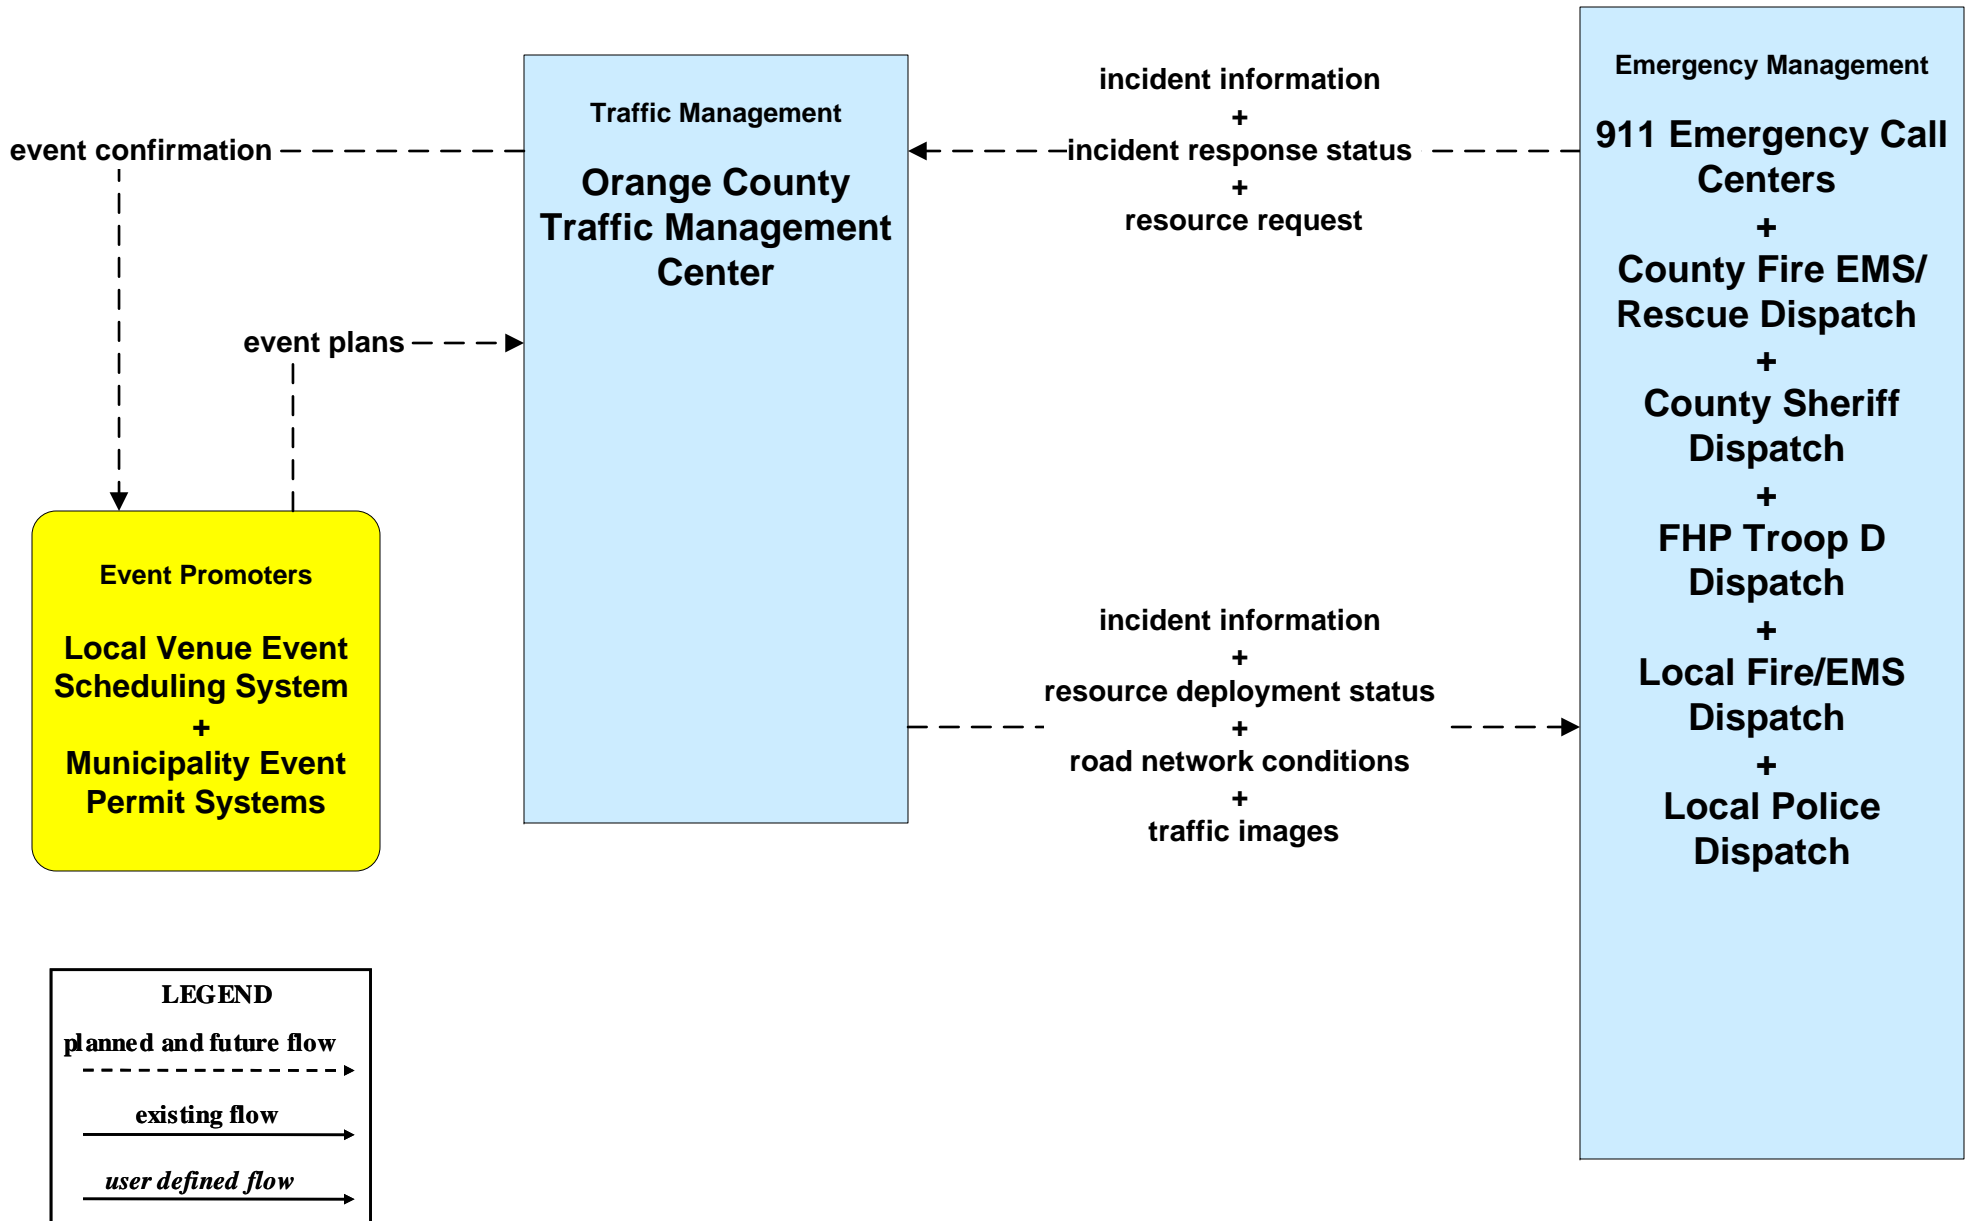 event confirmation
event plans
Event Promoters
Local Venue Event
Scheduling System
+
Municipality Event
Permit Systems
Traffic Management
Orange County
Traffic Management
Center
incident information
+
incident response status
+
resource request
incident information
+
resource deployment status
+
road network conditions
+
traffic images
Emergency Management
911 Emergency Call
Centers
+
County Fire EMS/
Rescue Dispatch
+
County Sheriff
Dispatch
+
FHP Troop D
Dispatch
+
Local Fire/EMS
Dispatch
+
Local Police
Dispatch
LEGEND
planned and future flow
existing flow
user defined flow